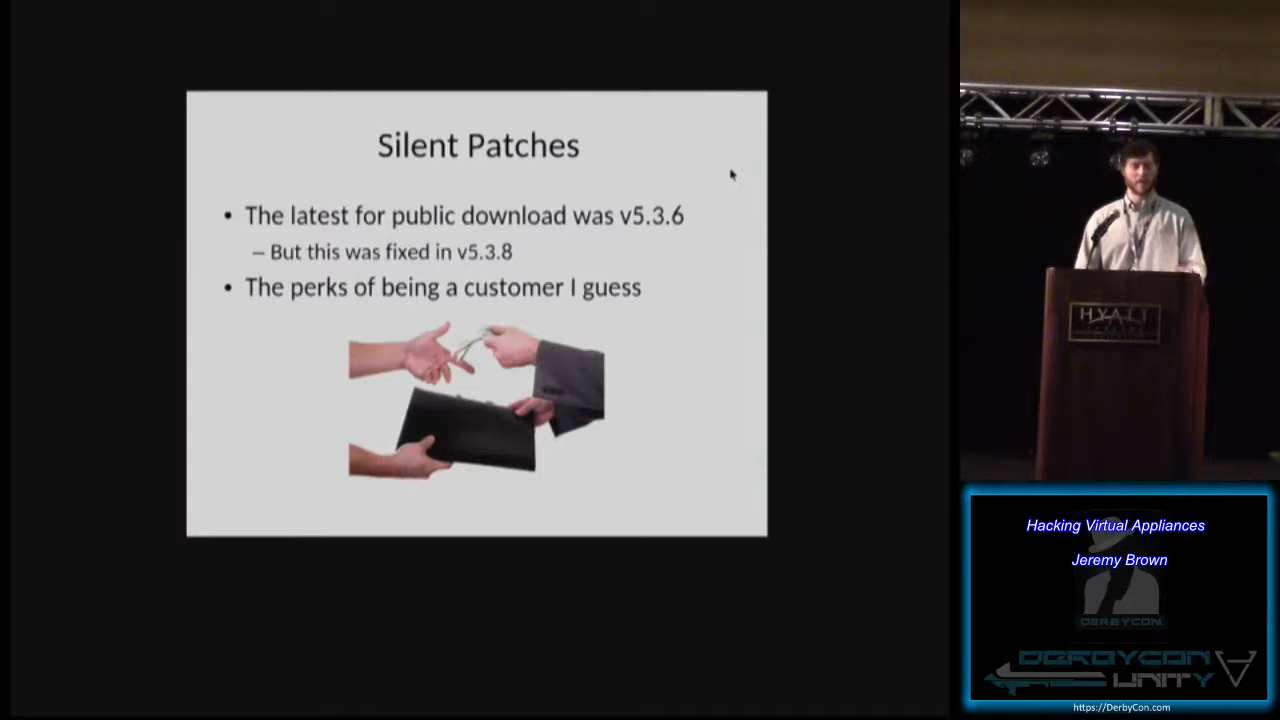 Silent Patches
• The latest for public download was v5.3.6
– But this was fixed in v5.3.8
• The perks of being a customer I guess
HYATT
Hacking Virtual Appliances
Jeremy Brown
DERBYCON
DERBYCON
UNITY
https://DerbyCon.com